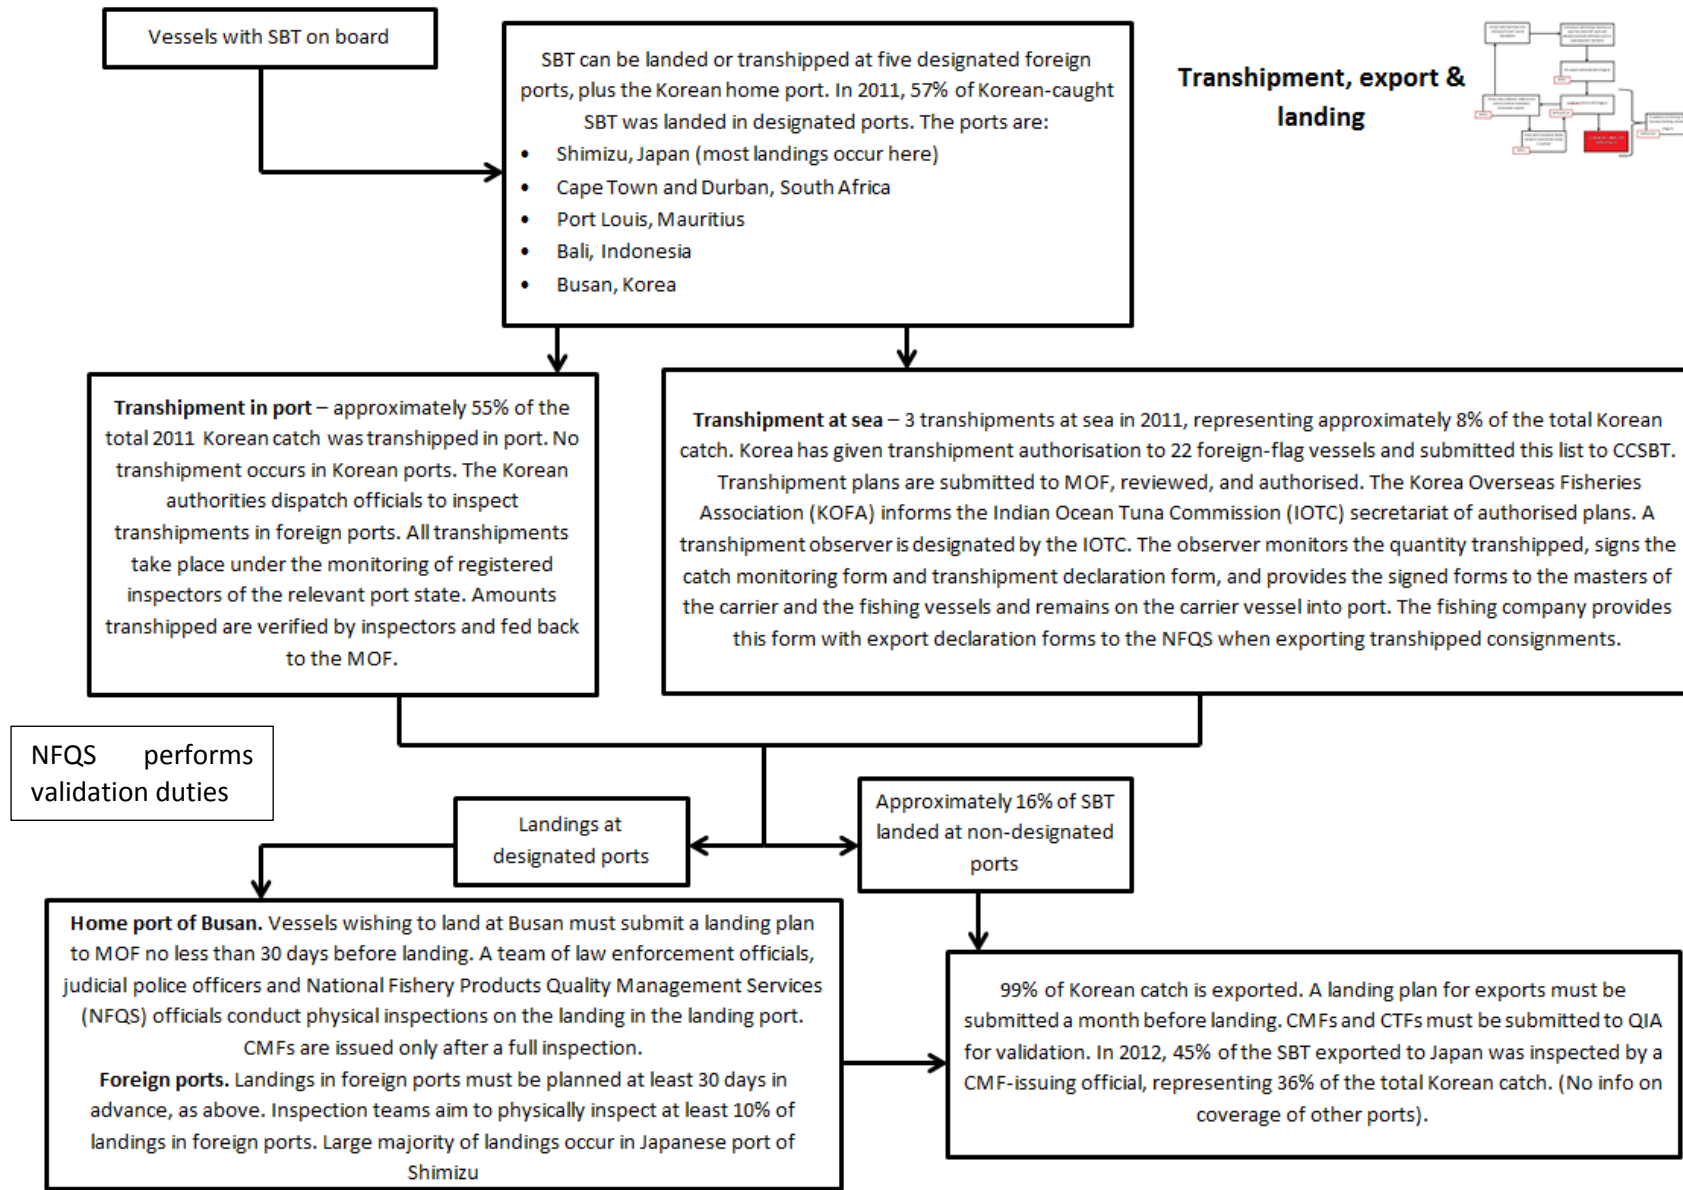 Vessels with SBT on board
SBT can be landed or transhipped at five designated foreign
ports, plus the Korean home port. In 2011, 57% of Korean-caught
SBT was landed in designated ports. The ports are:
• Shimizu, Japan (most landings occur here)
• Cape Town and Durban, South Africa
• Port Louis, Mauritius
• Bali, Indonesia
• Busan, Korea
Transhipment, export &
landing
Transhipment in port – approximately 55% of the
total 2011 Korean catch was transhipped in port. No
transhipment occurs in Korean ports. The Korean
authorities dispatch officials to inspect
transhipments in foreign ports. All transhipments
take place under the monitoring of registered
inspectors of the relevant port state. Amounts
transhipped are verified by inspectors and fed back
to the MOF.
Transhipment at sea – 3 transhipments at sea in 2011, representing approximately 8% of the total Korean
catch. Korea has given transhipment authorisation to 22 foreign-flag vessels and submitted this list to CCSBT.
Transhipment plans are submitted to MOF, reviewed, and authorised. The Korea Overseas Fisheries
Association (KOFA) informs the Indian Ocean Tuna Commission (IOTC) secretariat of authorised plans. A
transhipment observer is designated by the IOTC. The observer monitors the quantity transhipped, signs the
catch monitoring form and transhipment declaration form, and provides the signed forms to the masters of
the carrier and the fishing vessels and remains on the carrier vessel into port. The fishing company provides
this form with export declaration forms to the NFQS when exporting transhipped consignments.
NFQS performs
validation duties
Landings at
designated ports
Approximately 16% of SBT
landed at non-designated
ports
Home port of Busan. Vessels wishing to land at Busan must submit a landing plan
to MOF no less than 30 days before landing. A team of law enforcement officials,
judicial police officers and National Fishery Products Quality Management Services
(NFQS) officials conduct physical inspections on the landing in the landing port.
CMFs are issued only after a full inspection.
Foreign ports. Landings in foreign ports must be planned at least 30 days in
advance, as above. Inspection teams aim to physically inspect at least 10% of
landings in foreign ports. Large majority of landings occur in Japanese port of
Shimizu
99% of Korean catch is exported. A landing plan for exports must be
submitted a month before landing. CMFs and CTFs must be submitted to QIA
for validation. In 2012, 45% of the SBT exported to Japan was inspected by a
CMF-issuing official, representing 36% of the total Korean catch. (No info on
coverage of other ports).